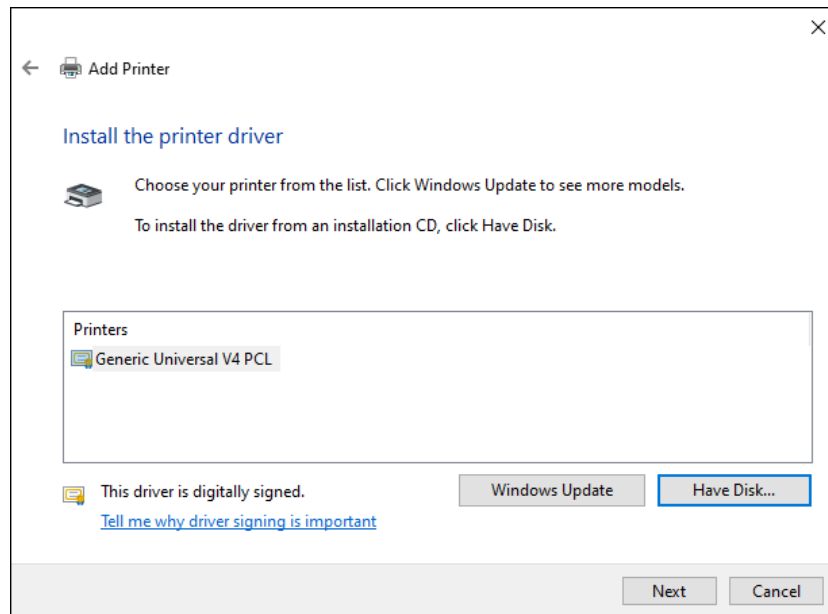 Add Printer
Install the printer driver
Choose your printer from the list. Click Windows Update to see more models.
To install the driver from an installation CD, click Have Disk.
Printers
Generic Universal V4 PCL
This driver is digitally signed.
Windows Update
Have Disk...
Tell me why driver signing is important
Next
Cancel